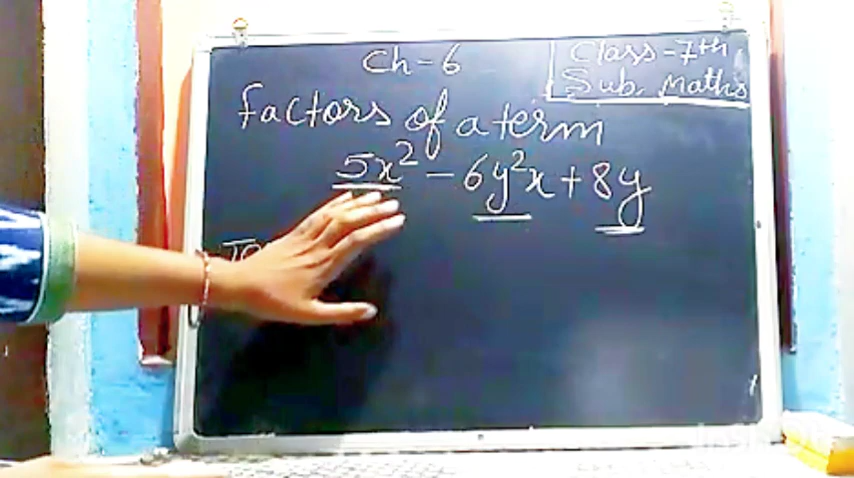 Ch-6
Class-7th
Sub. Maths
factors of a term
5x² - 6y²x + 8y